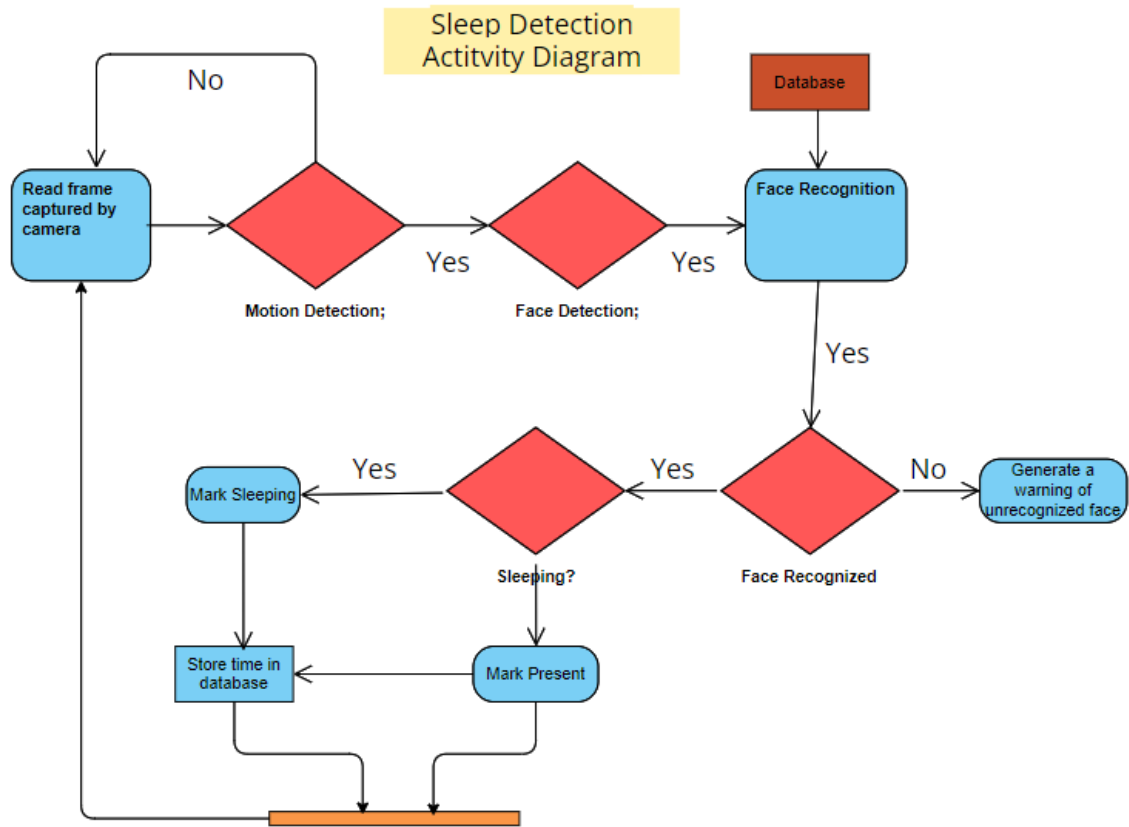 Sleep Detection
Actitvity Diagram
No
Database
Read frame
captured by
camera
Face Recognition
Yes
Yes
Motion Detection;
Face Detection;
Yes
Mark Sleeping
Yes
Yes
No
Generate a
warning of
unrecognized face
Sleeping?
Face Recognized
Store time in
database
Mark Present